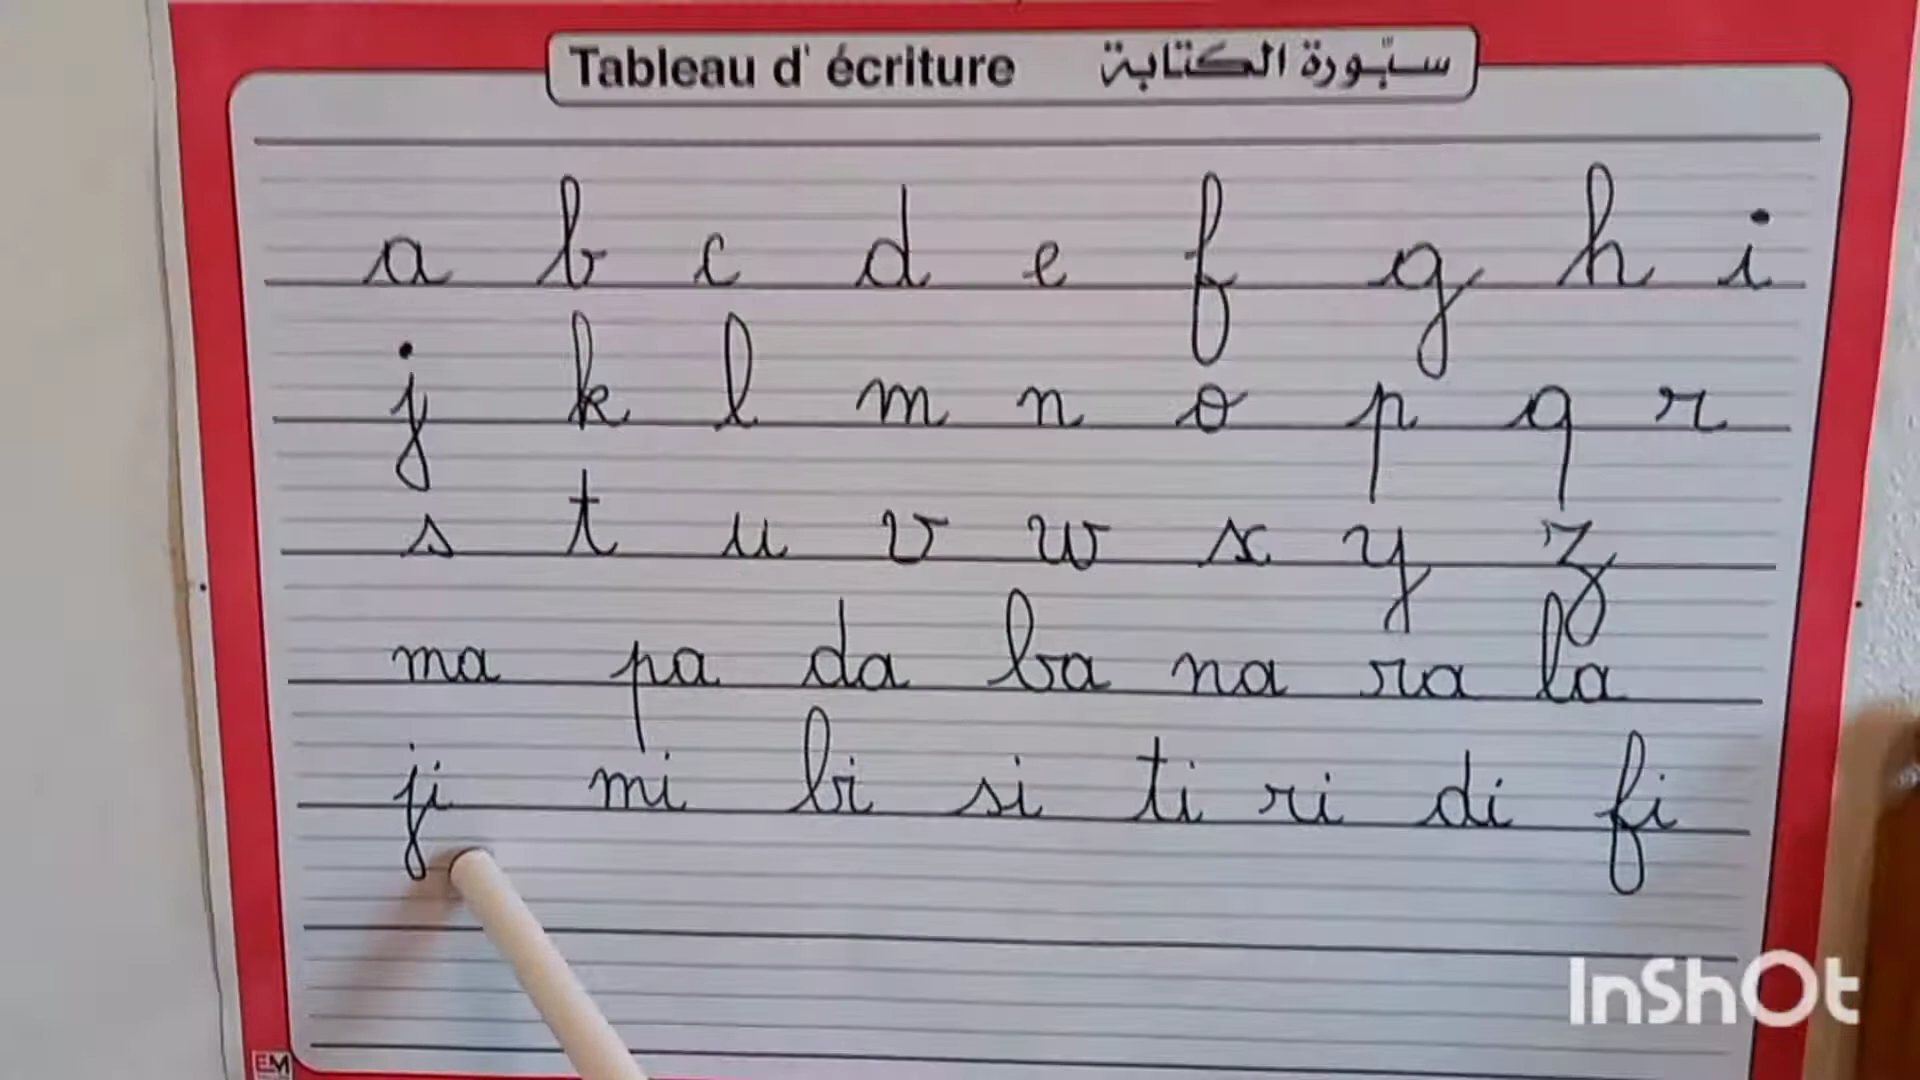 Tableau d' écriture سبّورة الكتابة
a b c d e f g h i
j k l m n o p q r
s t u v w x y z
ma pa da ba na ra la
ji mi bi si ti ri di fi
InShOt
EM